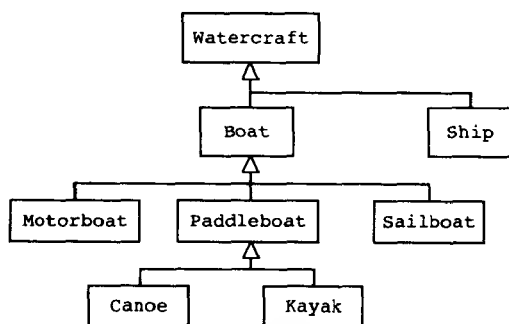 Watercraft
Boat
Ship
Motorboat
Paddleboat
Sailboat
Canoe
Kayak